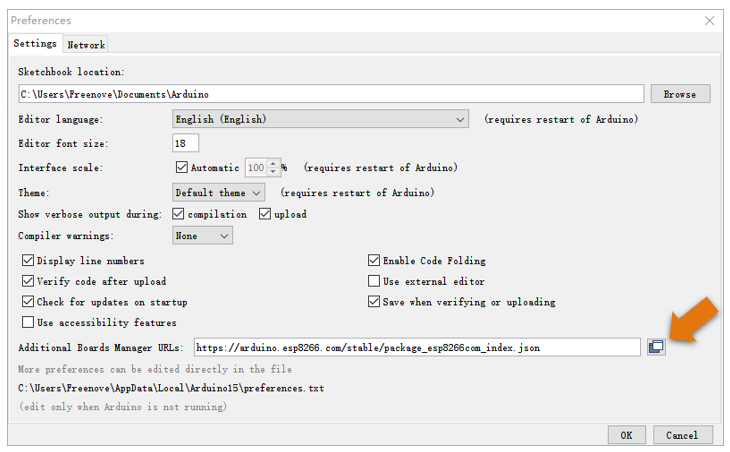 Preferences
Settings Network
Sketchbook location:
C:\Users\Freenove\Documents\Arduino Browse
Editor language: English (English) (requires restart of Arduino)
Editor font size: 18
Interface scale: Automatic 100 % (requires restart of Arduino)
Theme: Default theme (requires restart of Arduino)
Show verbose output during: compilation upload
Compiler warnings: None
Display line numbers Enable Code Folding
Verify code after upload Use external editor
Check for updates on startup Save when verifying or uploading
Use accessibility features
Additional Boards Manager URLs: https://arduino.esp8266.com/stable/package_esp8266com_index.json
More preferences can be edited directly in the file
C:\Users\Freenove\AppData\Local\Arduino15\preferences.txt
(edit only when Arduino is not running)
OK Cancel